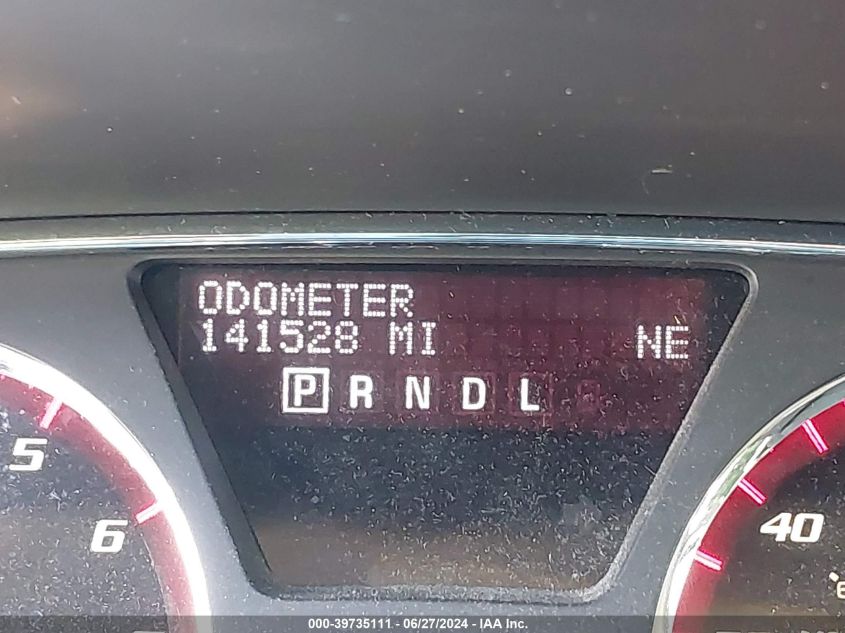 ODOMETER
141528 MI NE
P R N D L
5
6
40
000-39735111 - 06/27/2024 - IAA Inc.